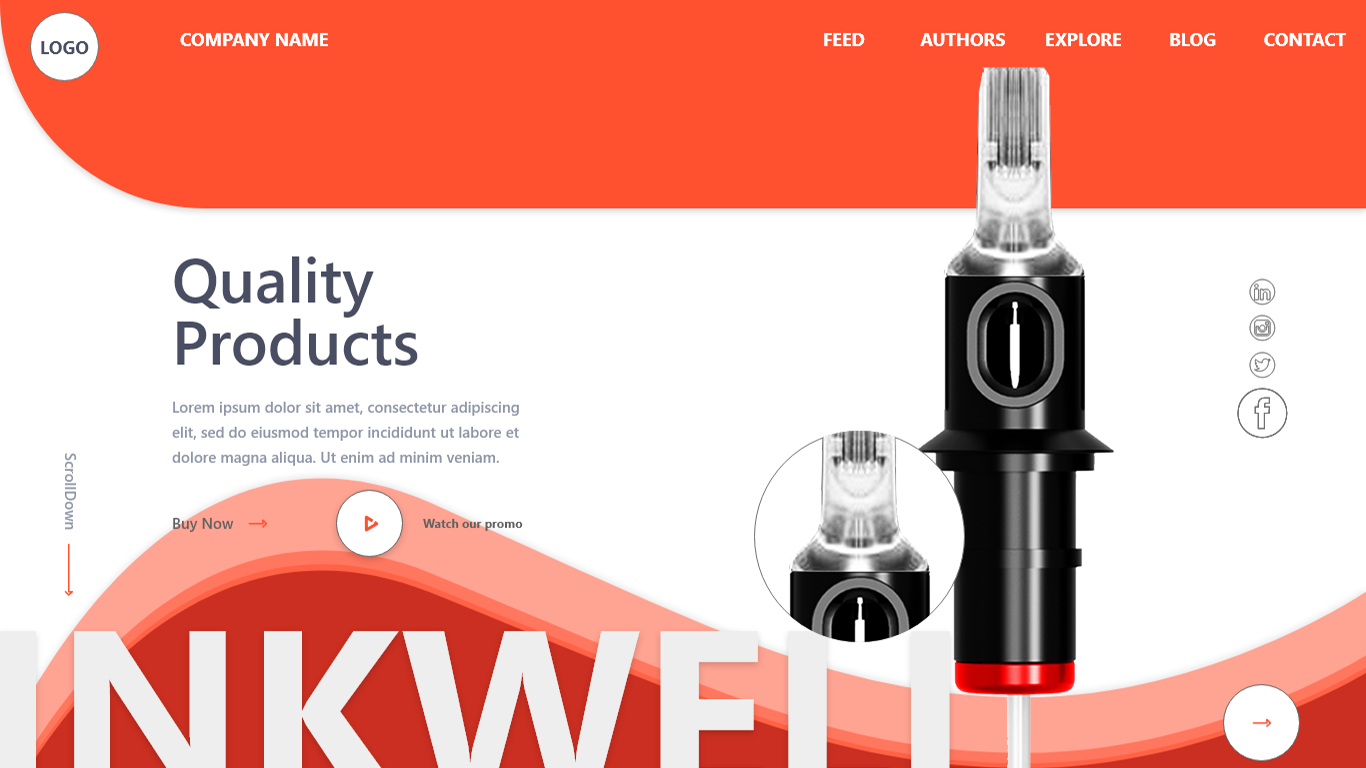 LOGO
COMPANY NAME
FEED
AUTHORS
EXPLORE
BLOG
CONTACT
Quality
Products
Lorem ipsum dolor sit amet, consectetur adipiscing
elit, sed do eiusmod tempor incididunt ut labore et
dolore magna aliqua. Ut enim ad minim veniam.
ScrollDown
Buy Now
Watch our promo
in
f
INKWELL